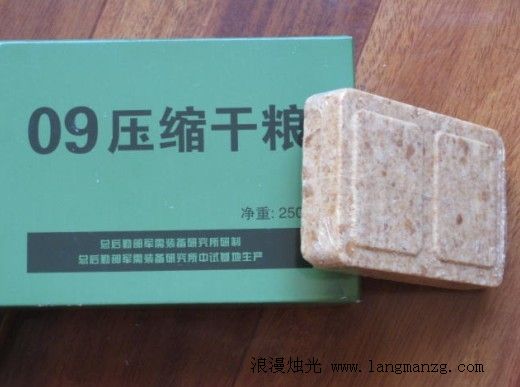 09压缩干粮
净重: 250
总后勤部军需装备研究所研制
总后勤部军需装备研究所中试基地生产
浪漫烛光 www.langmanzg.com